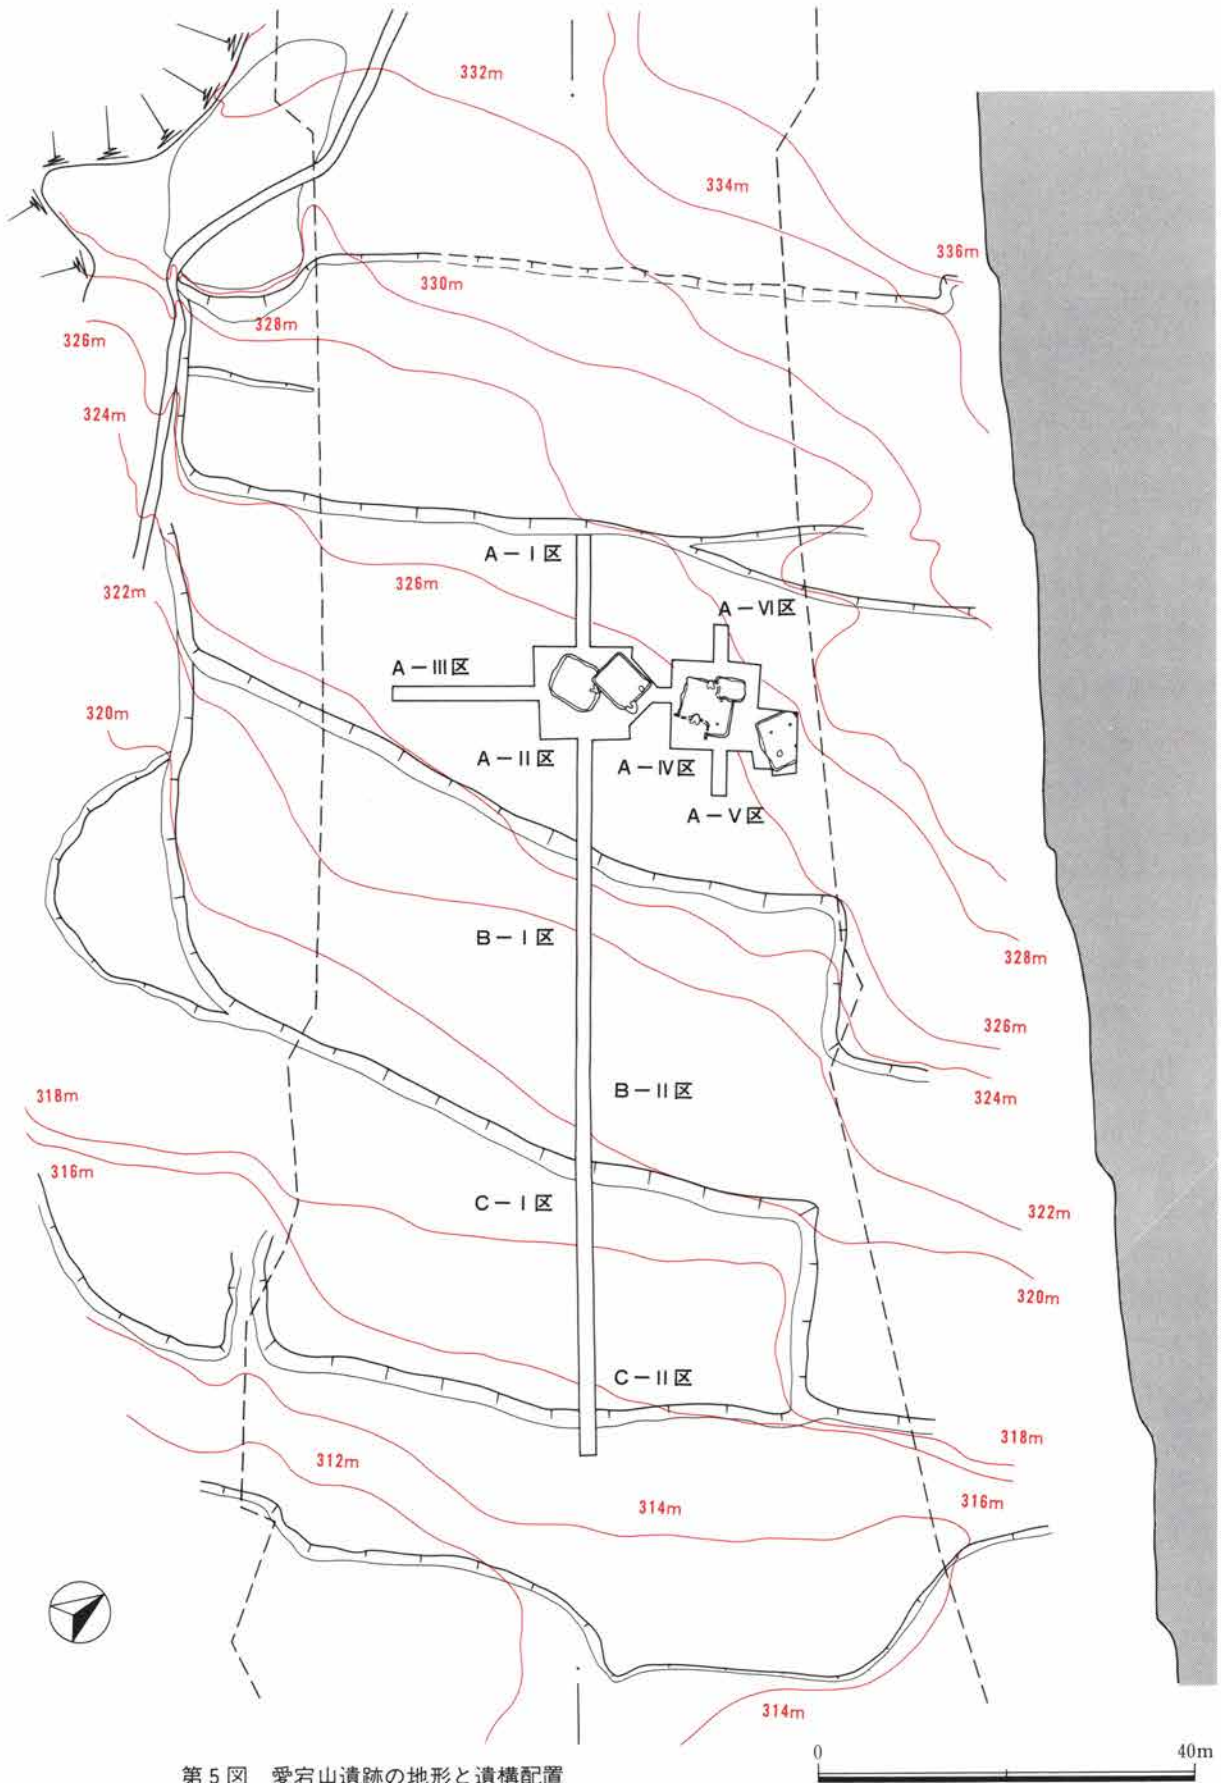 332m
334m
336m
330m
328m
326m
324m
A－I区
326m
322m
A－VI区
A－III区
320m
A－II区
A－IV区
A－V区
B－I区
328m
326m
324m
318m
B－II区
316m
C－I区
322m
320m
C－II区
318m
312m
316m
314m
314m
0 40m
第5図 愛宕山遺跡の地形と遺構配置